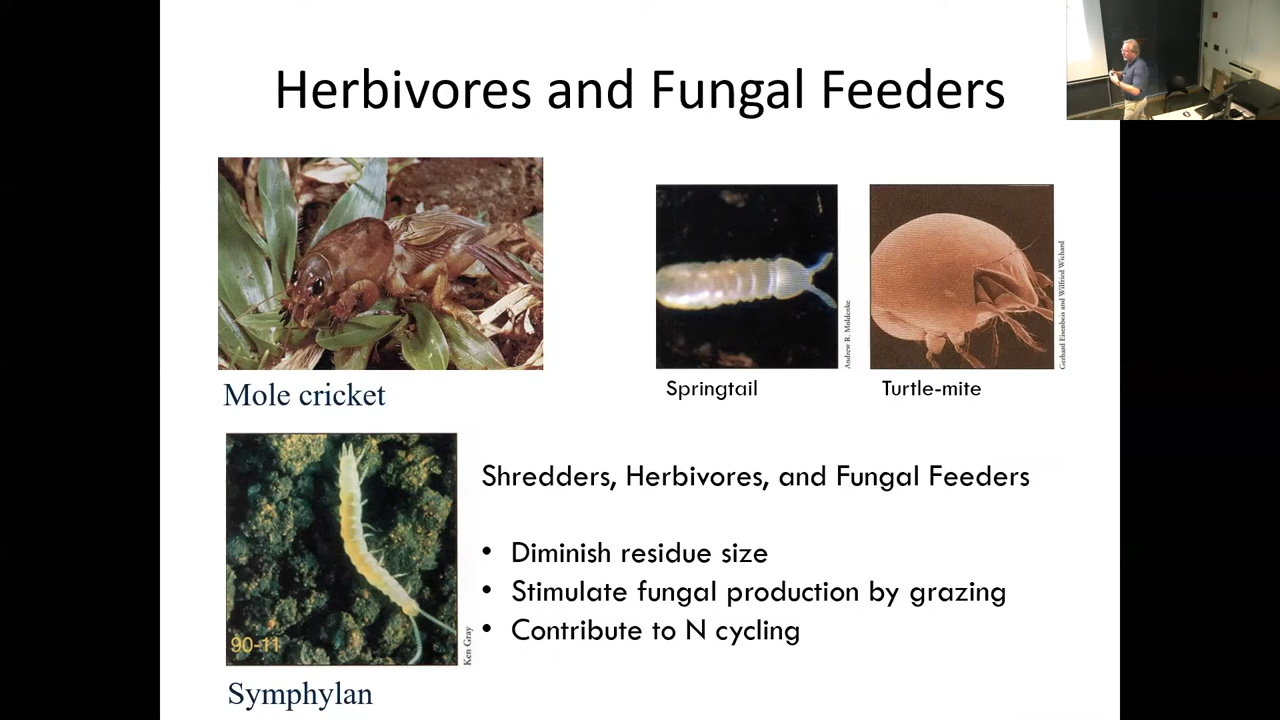 Herbivores and Fungal Feeders
Andrew R. Moldenke
Gerhard Eisenbeis and Wilfried Wichard
Mole cricket
Springtail
Turtle-mite
Shredders, Herbivores, and Fungal Feeders
• Diminish residue size
• Stimulate fungal production by grazing
• Contribute to N cycling
90-11
Ken Gray
Symphylan